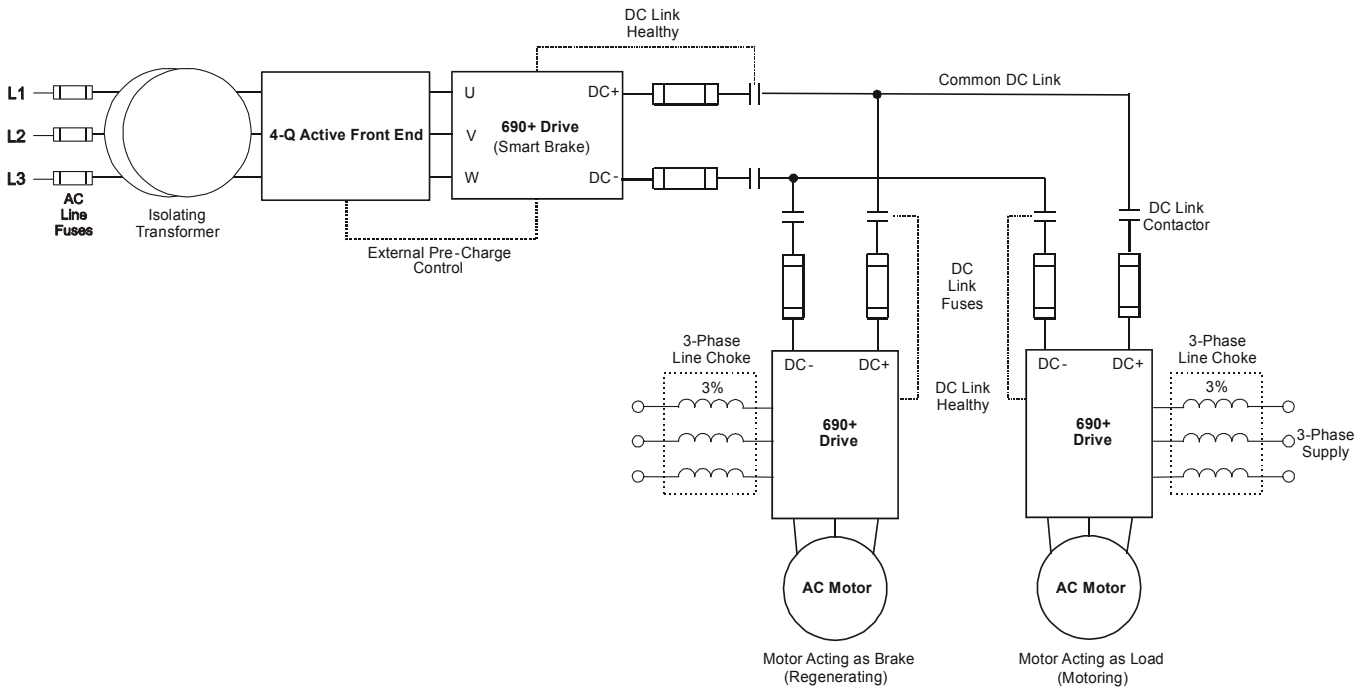 DC Link
Healthy
Common DC Link
L1
L2
L3
AC
Line
Fuses
Isolating
Transformer
4-Q Active Front End
External Pre-Charge
Control
U
V
W
690+ Drive
(Smart Brake)
DC+
DC-
DC Link
Contactor
DC
Link
Fuses
3-Phase
Line Choke
3%
DC-
DC+
690+
Drive
DC Link
Healthy
DC-
DC+
690+
Drive
3-Phase
Line Choke
3%
3-Phase
Supply
AC Motor
AC Motor
Motor Acting as Brake
(Regenerating)
Motor Acting as Load
(Motoring)